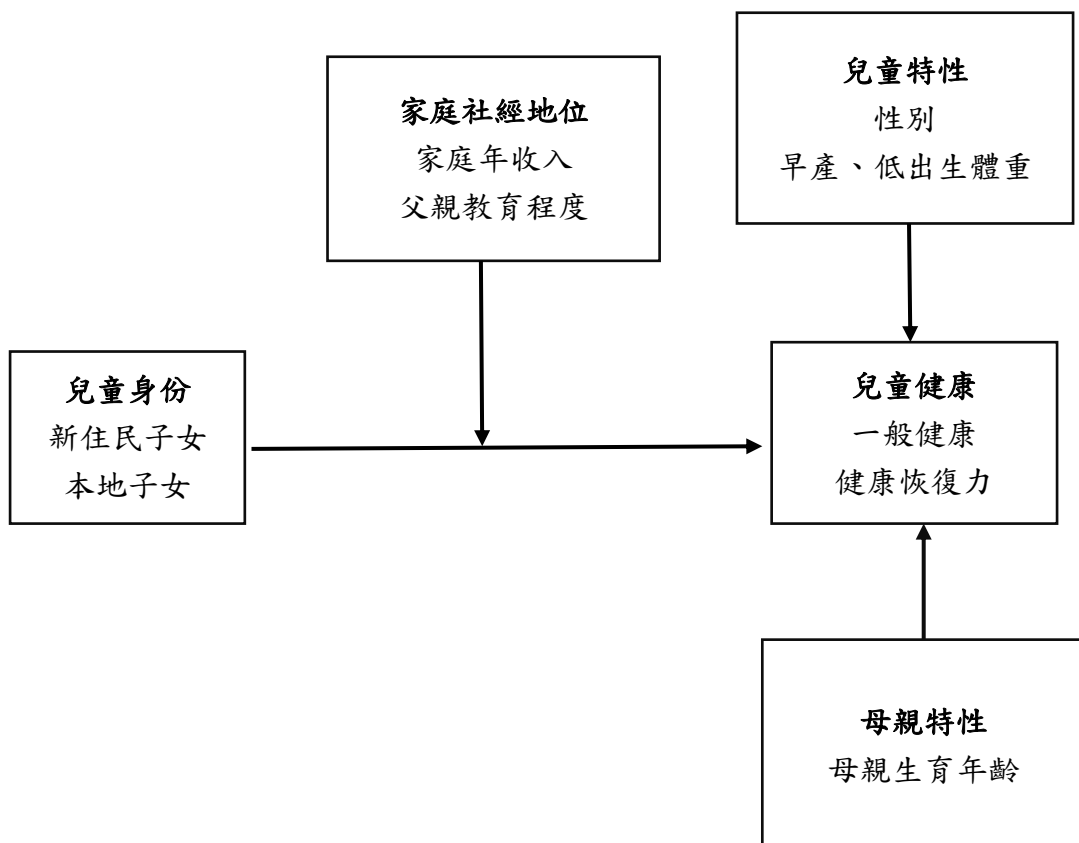 兒童特性
性別
早產、低出生體重
家庭社經地位
家庭年收入
父親教育程度
兒童身份
新住民子女
本地子女
兒童健康
一般健康
健康恢復力
母親特性
母親生育年齡